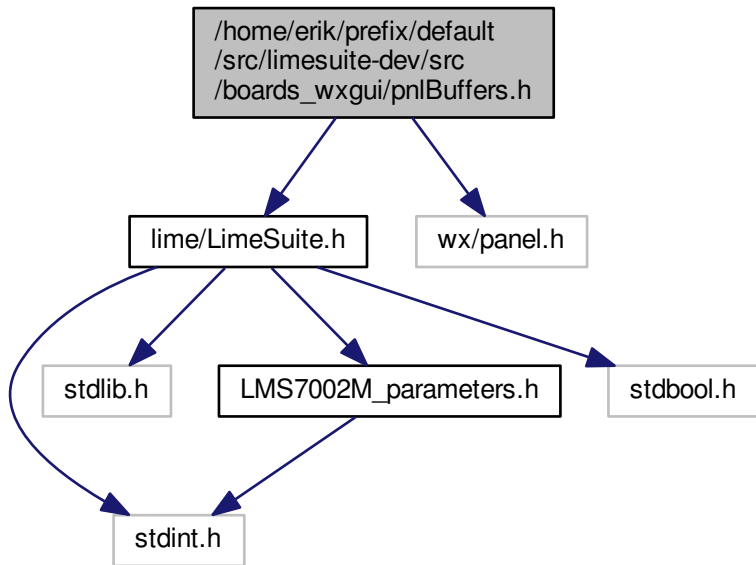 /home/erik/prefix/default
/src/limesuite-dev/src
/boards_wxgui/pnlBuffers.h
lime/LimeSuite.h
wx/panel.h
stdlib.h
LMS7002M_parameters.h
stdbool.h
stdint.h